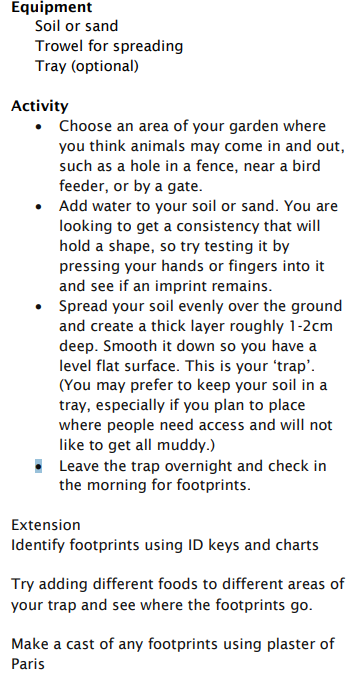 Equipment
Soil or sand
Trowel for spreading
Tray (optional)
Activity
• Choose an area of your garden where
you think animals may come in and out,
such as a hole in a fence, near a bird
feeder, or by a gate.
• Add water to your soil or sand. You are
looking to get a consistency that will
hold a shape, so try testing it by
pressing your hands or fingers into it
and see if an imprint remains.
• Spread your soil evenly over the ground
and create a thick layer roughly 1-2cm
deep. Smooth it down so you have a
level flat surface. This is your ‘trap’.
(You may prefer to keep your soil in a
tray, especially if you plan to place
where people need access and will not
like to get all muddy.)
• Leave the trap overnight and check in
the morning for footprints.
Extension
Identify footprints using ID keys and charts
Try adding different foods to different areas of
your trap and see where the footprints go.
Make a cast of any footprints using plaster of
Paris